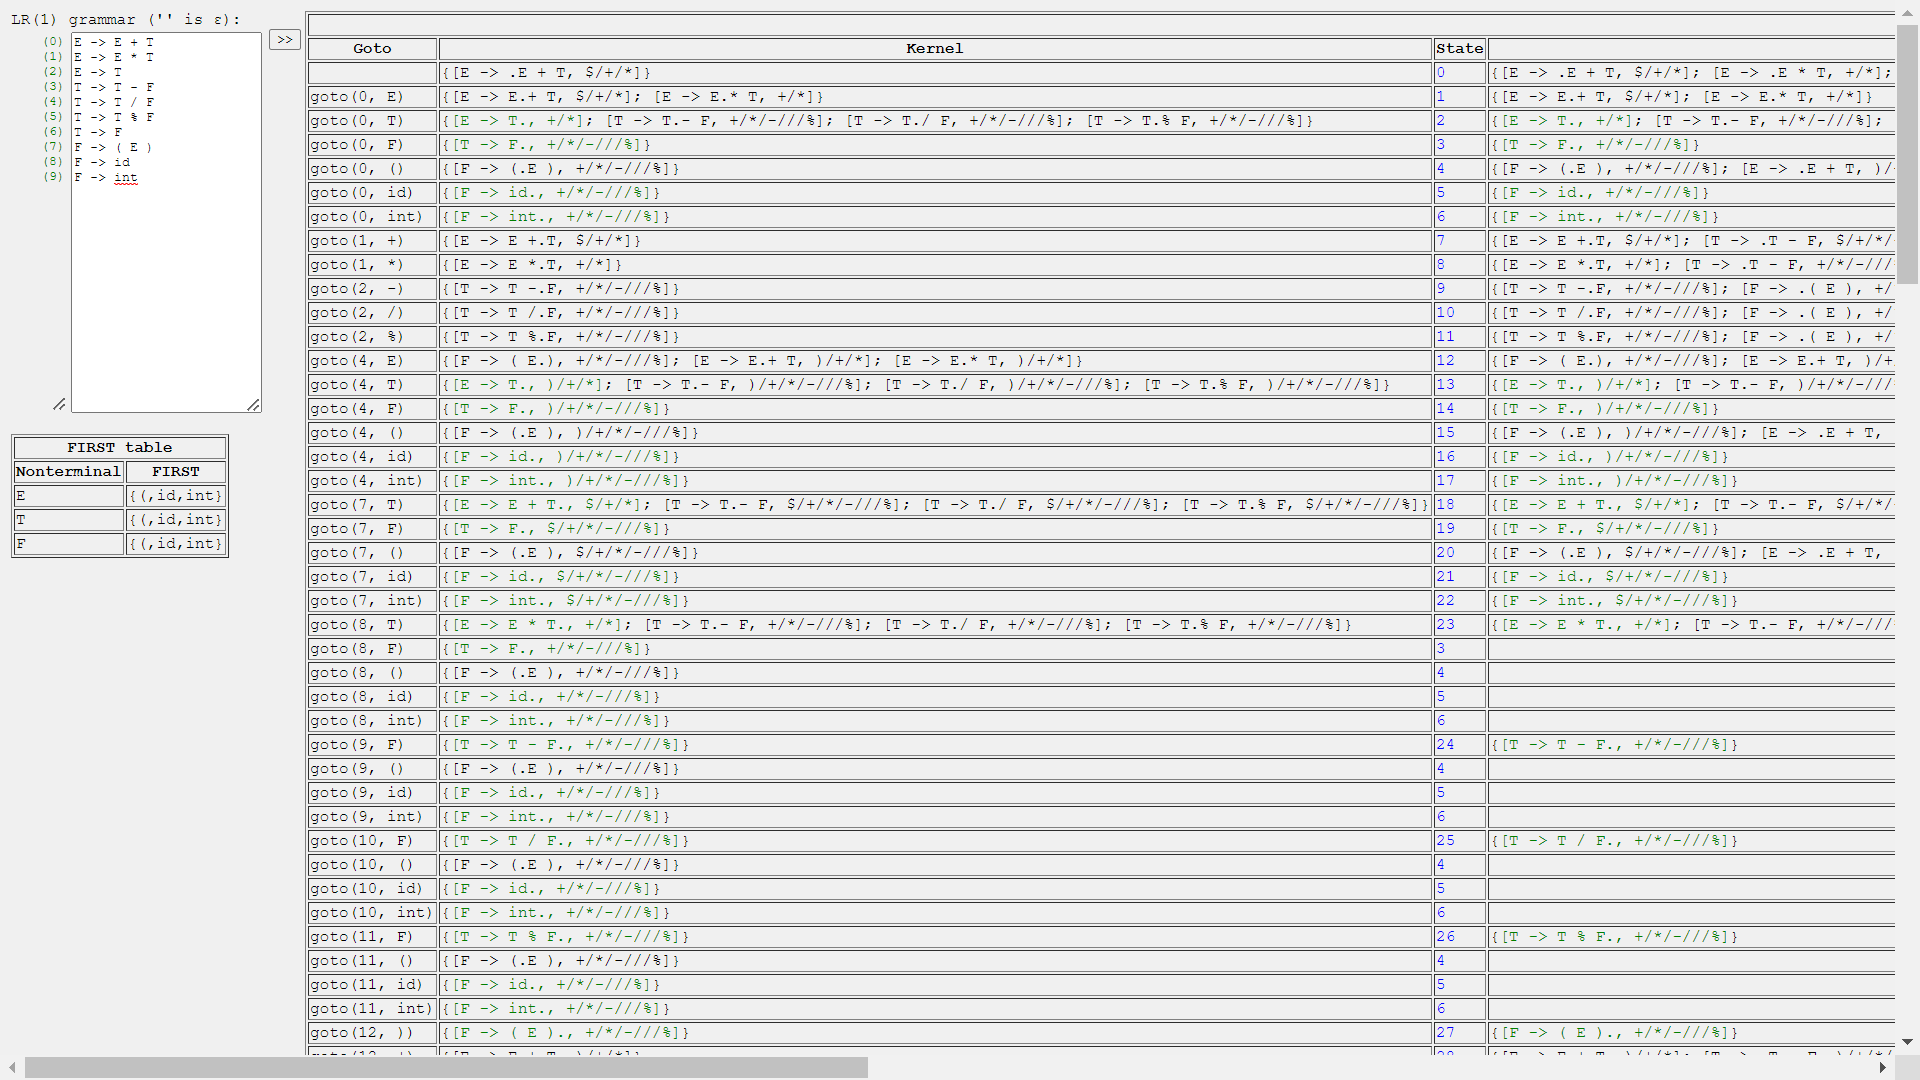 LR(1) grammar ('' is ε):
(0) E -> E + T
(1) E -> E * T
(2) E -> T
(3) T -> T - F
(4) T -> T / F
(5) T -> T % F
(6) T -> F
(7) F -> ( E )
(8) F -> id
(9) F -> int
>>
FIRST table
Nonterminal FIRST
E {(,id,int}
T {(,id,int}
F {(,id,int}
Goto Kernel State
{[E -> .E + T, $/+/*]} 0 {[E -> .E + T, $/+/*]; [E -> .E * T, +/*];
goto(0, E) {[E -> E.+ T, $/+/*]; [E -> E.* T, +/*]} 1 {[E -> E.+ T, $/+/*]; [E -> E.* T, +/*]}
goto(0, T) {[E -> T., +/*]; [T -> T.- F, +/*/-///%]; [T -> T./ F, +/*/-///%]; [T -> T.% F, +/*/-///%]} 2 {[E -> T., +/*]; [T -> T.- F, +/*/-///%];
goto(0, F) {[T -> F., +/*/-///%]} 3 {[T -> F., +/*/-///%]}
goto(0, () {[F -> (.E ), +/*/-///%]} 4 {[F -> (.E ), +/*/-///%]; [E -> .E + T, )/
goto(0, id) {[F -> id., +/*/-///%]} 5 {[F -> id., +/*/-///%]}
goto(0, int) {[F -> int., +/*/-///%]} 6 {[F -> int., +/*/-///%]}
goto(1, +) {[E -> E +.T, $/+/*]} 7 {[E -> E +.T, $/+/*]; [T -> .T - F, $/+/*/
goto(1, *) {[E -> E *.T, +/*]} 8 {[E -> E *.T, +/*]; [T -> .T - F, +/*/-///
goto(2, -) {[T -> T -.F, +/*/-///%]} 9 {[T -> T -.F, +/*/-///%]; [F -> .( E ), +/
goto(2, /) {[T -> T /.F, +/*/-///%]} 10 {[T -> T /.F, +/*/-///%]; [F -> .( E ), +/
goto(2, %) {[T -> T %.F, +/*/-///%]} 11 {[T -> T %.F, +/*/-///%]; [F -> .( E ), +/
goto(4, E) {[F -> ( E.), +/*/-///%]; [E -> E.+ T, )/+/*]; [E -> E.* T, )/+/*]} 12 {[F -> ( E.), +/*/-///%]; [E -> E.+ T, )/+
goto(4, T) {[E -> T., )/+/*]; [T -> T.- F, )/+/*/-///%]; [T -> T./ F, )/+/*/-///%]; [T -> T.% F, )/+/*/-///%]} 13 {[E -> T., )/+/*]; [T -> T.- F, )/+/*/-///
goto(4, F) {[T -> F., )/+/*/-///%]} 14 {[T -> F., )/+/*/-///%]}
goto(4, () {[F -> (.E ), )/+/*/-///%]} 15 {[F -> (.E ), )/+/*/-///%]; [E -> .E + T,
goto(4, id) {[F -> id., )/+/*/-///%]} 16 {[F -> id., )/+/*/-///%]}
goto(4, int) {[F -> int., )/+/*/-///%]} 17 {[F -> int., )/+/*/-///%]}
goto(7, T) {[E -> E + T., $/+/*]; [T -> T.- F, $/+/*/-///%]; [T -> T./ F, $/+/*/-///%]; [T -> T.% F, $/+/*/-///%]} 18 {[E -> E + T., $/+/*]; [T -> T.- F, $/+/*/
goto(7, F) {[T -> F., $/+/*/-///%]} 19 {[T -> F., $/+/*/-///%]}
goto(7, () {[F -> (.E ), $/+/*/-///%]} 20 {[F -> (.E ), $/+/*/-///%]; [E -> .E + T,
goto(7, id) {[F -> id., $/+/*/-///%]} 21 {[F -> id., $/+/*/-///%]}
goto(7, int) {[F -> int., $/+/*/-///%]} 22 {[F -> int., $/+/*/-///%]}
goto(8, T) {[E -> E * T., +/*]; [T -> T.- F, +/*/-///%]; [T -> T./ F, +/*/-///%]; [T -> T.% F, +/*/-///%]} 23 {[E -> E * T., +/*]; [T -> T.- F, +/*/-///
goto(8, F) {[T -> F., +/*/-///%]} 3
goto(8, () {[F -> (.E ), +/*/-///%]} 4
goto(8, id) {[F -> id., +/*/-///%]} 5
goto(8, int) {[F -> int., +/*/-///%]} 6
goto(9, F) {[T -> T - F., +/*/-///%]} 24 {[T -> T - F., +/*/-///%]}
goto(9, () {[F -> (.E ), +/*/-///%]} 4
goto(9, id) {[F -> id., +/*/-///%]} 5
goto(9, int) {[F -> int., +/*/-///%]} 6
goto(10, F) {[T -> T / F., +/*/-///%]} 25 {[T -> T / F., +/*/-///%]}
goto(10, () {[F -> (.E ), +/*/-///%]} 4
goto(10, id) {[F -> id., +/*/-///%]} 5
goto(10, int) {[F -> int., +/*/-///%]} 6
goto(11, F) {[T -> T % F., +/*/-///%]} 26 {[T -> T % F., +/*/-///%]}
goto(11, () {[F -> (.E ), +/*/-///%]} 4
goto(11, id) {[F -> id., +/*/-///%]} 5
goto(11, int) {[F -> int., +/*/-///%]} 6
goto(12, )) {[F -> ( E )., +/*/-///%]} 27 {[F -> ( E )., +/*/-///%]}